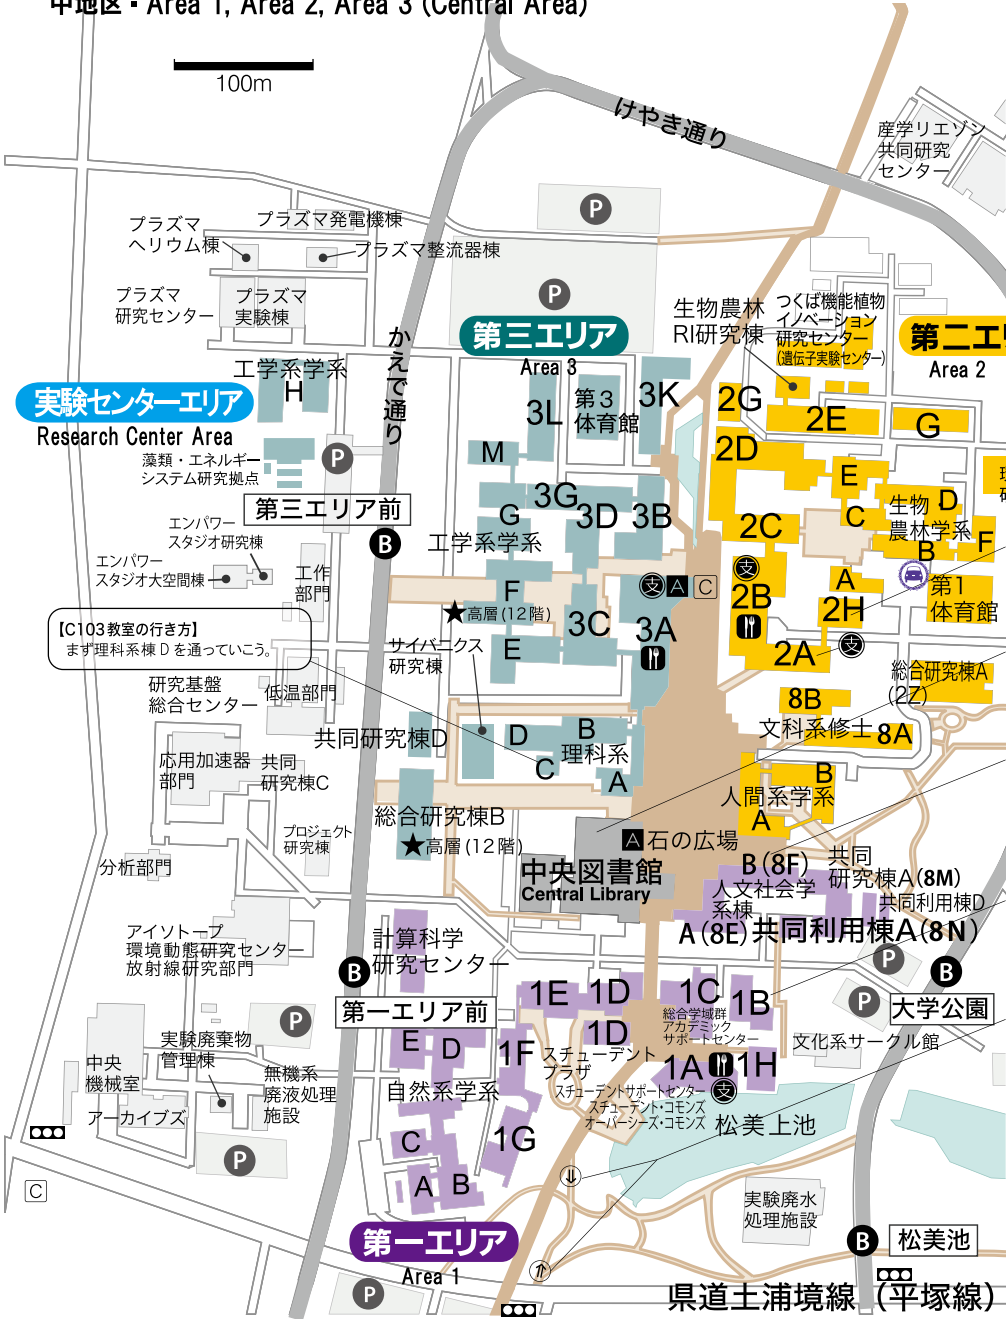 中地区・Area 1, Area 2, Area 3 (Central Area)
100m
けやき通り
産学リエゾン
共同研究
センター
P
プラズマ
ヘリウム棟
プラズマ発電機棟
プラズマ整流器棟
プラズマ
研究センター
プラズマ
実験棟
P
かえで通り
第三エリア
Area 3
生物農林
RI研究棟
つくば機能植物
イノベーション
研究センター
(遺伝子実験センター)
第二エリ
Area 2
工学系学系
H
実験センターエリア
Research Center Area
藻類・エネルギー
システム研究拠点
P
3L
第3
体育館
3K
2G
2E
G
M
2D
第三エリア前
B
3G
G
3D
3B
工学系学系
E
C
D
生物
農林学系
B
F
2C
エンパワー
スタジオ研究棟
エンパワー
スタジオ大空間棟
工作
部門
F
★高層(12階)
3C
E
支
A
C
3A
支
2B
A
2H
第1
体育館
2A
支
【C103教室の行き方】
まず理科系棟Dを通っていこう。
サイバニクス
研究棟
総合研究棟A
(2Z)
研究基盤
総合センター
低温部門
8B
文科系修士
8A
共同研究棟D
D
B
理科系
C
A
応用加速器
部門
共同
研究棟C
B
人間系学系
A
総合研究棟B
★高層(12階)
プロジェクト
研究棟
A
石の広場
分析部門
中央図書館
Central Library
B(8F)
共同
研究棟A(8M)
人文社会学
系棟
共同利用棟D
A(8E)
共同利用棟A(8N)
アイソトープ
環境動態研究センター
放射線研究部門
計算科学
研究センター
B
P
B
第一エリア前
P
大学公園
P
1E
1D
1C
1B
総合学域群
アカデミック
サポートセンター
実験廃棄物
管理棟
E
D
1F
1D
スチューデント
プラザ
1A
1H
支
文化系サークル館
中央
機械室
無機系
廃液処理
施設
自然系学系
アーカイブズ
スチューデントサポートセンター
スチューデント・コモンズ
オーバーシーズ・コモンズ
松美上池
P
C
1G
C
A
B
実験廃水
処理施設
第一エリア
Area 1
B
松美池
P
県道土浦境線(平塚線)